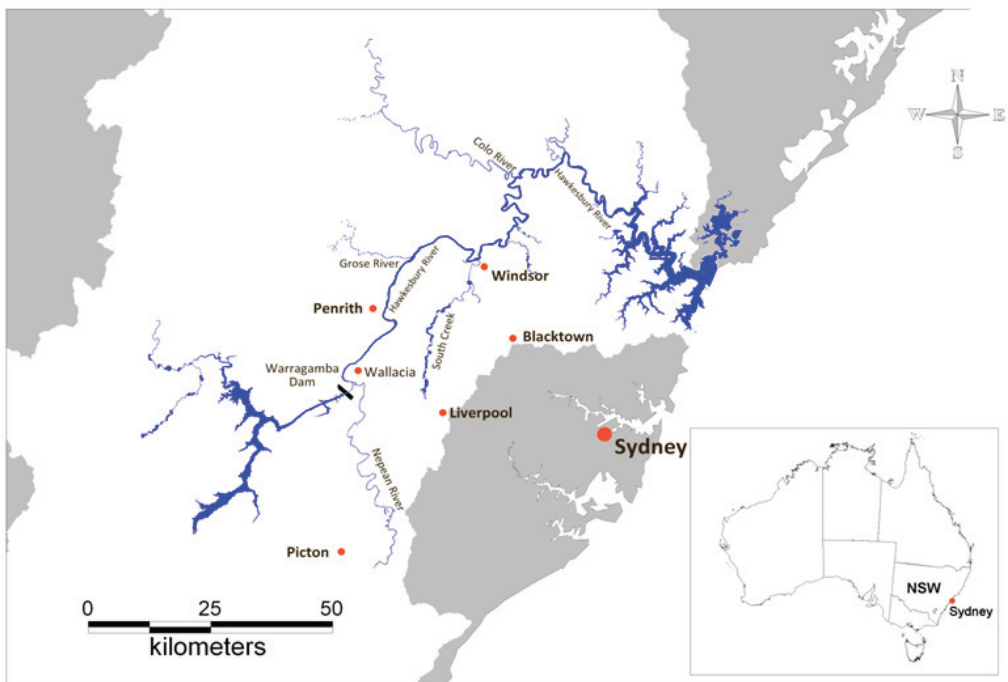 N
W
E
S
Colo River
Hawkesbury River
Grose River
Hawkesbury River
Windsor
Penrith
South Creek
Blacktown
Warragamba
Dam
Wallacia
Liverpool
Sydney
Nepean River
Picton
0 25 50
kilometers
NSW
Sydney